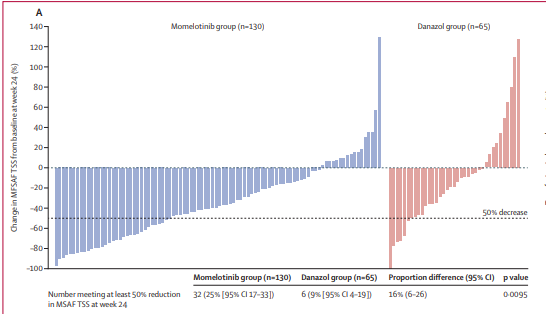 A
Momelotinib group (n=130)
Danazol group (n=65)
Change in MFSAF TSS from baseline at week 24 (%)
140
120
100
80
60
40
20
0
−20
−40
−60
−80
−100
50% decrease
Momelotinib group (n=130) Danazol group (n=65) Proportion difference (95% CI) p value
Number meeting at least 50% reduction 32 (25% [95% CI 17–33]) 6 (9% [95% CI 4–19]) 16% (6–26) 0·0095
in MSAF TSS at week 24